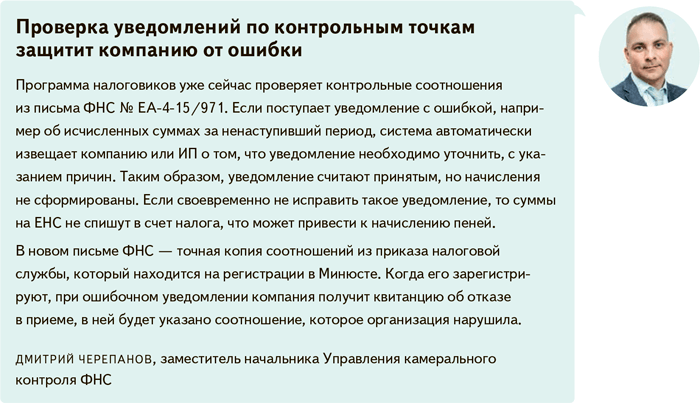 Проверка уведомлений по контрольным точкам
защитит компанию от ошибки
Программа налоговиков уже сейчас проверяет контрольные соотношения
из письма ФНС № ЕА-4-15/971. Если поступает уведомление с ошибкой, напри-
мер об исчисленных суммах за ненаступивший период, система автоматически
извещает компанию или ИП о том, что уведомление необходимо уточнить, с ука-
занием причин. Таким образом, уведомление считают принятым, но начисления
не сформированы. Если своевременно не исправить такое уведомление, то суммы
на ЕНС не спишут в счет налога, что может привести к начислению пеней.
В новом письме ФНС — точная копия соотношений из приказа налоговой
службы, который находится на регистрации в Минюсте. Когда его зарегистри-
руют, при ошибочном уведомлении компания получит квитанцию об отказе
в приеме, в ней будет указано соотношение, которое организация нарушила.
ДМИТРИЙ ЧЕРЕПАНОВ, заместитель начальника Управления камерального
контроля ФНС